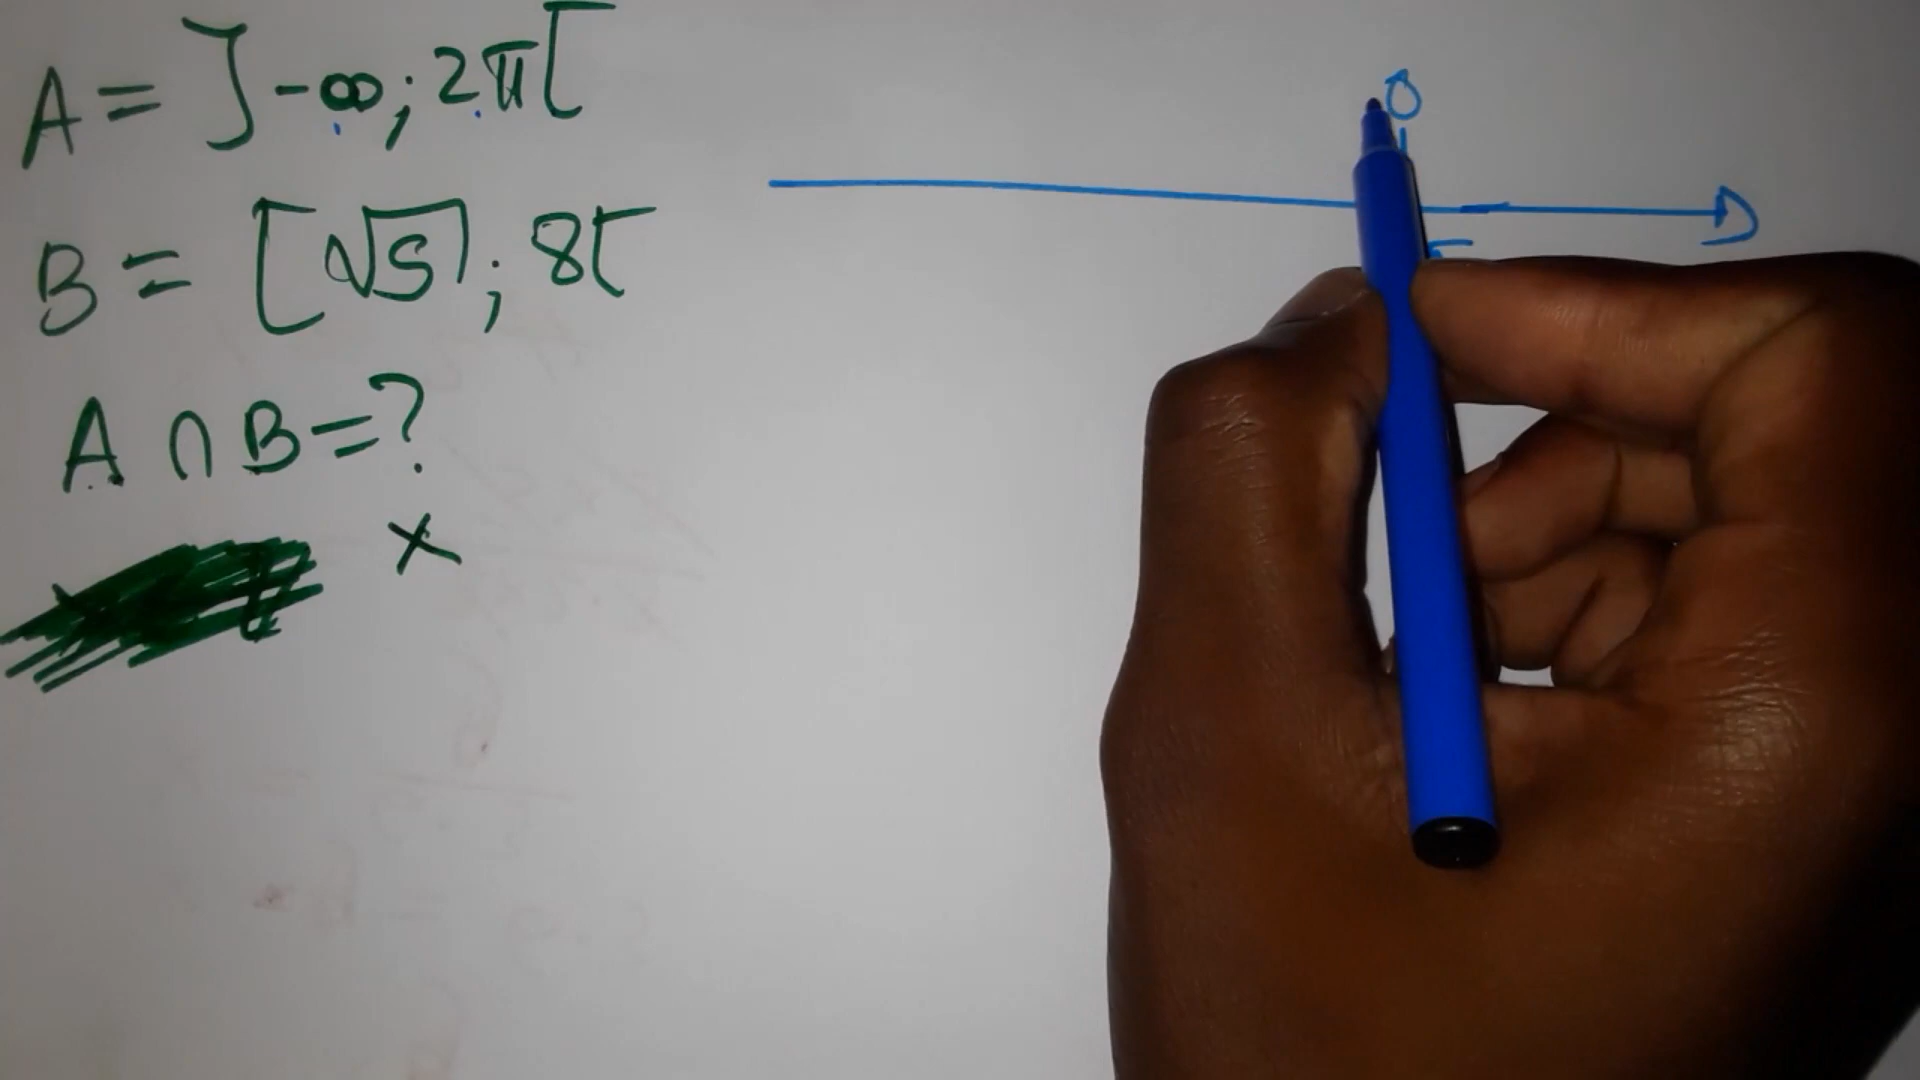 A = ]-∞; 2π[
B = [√5; 8[
A ∩ B = ?
x
0